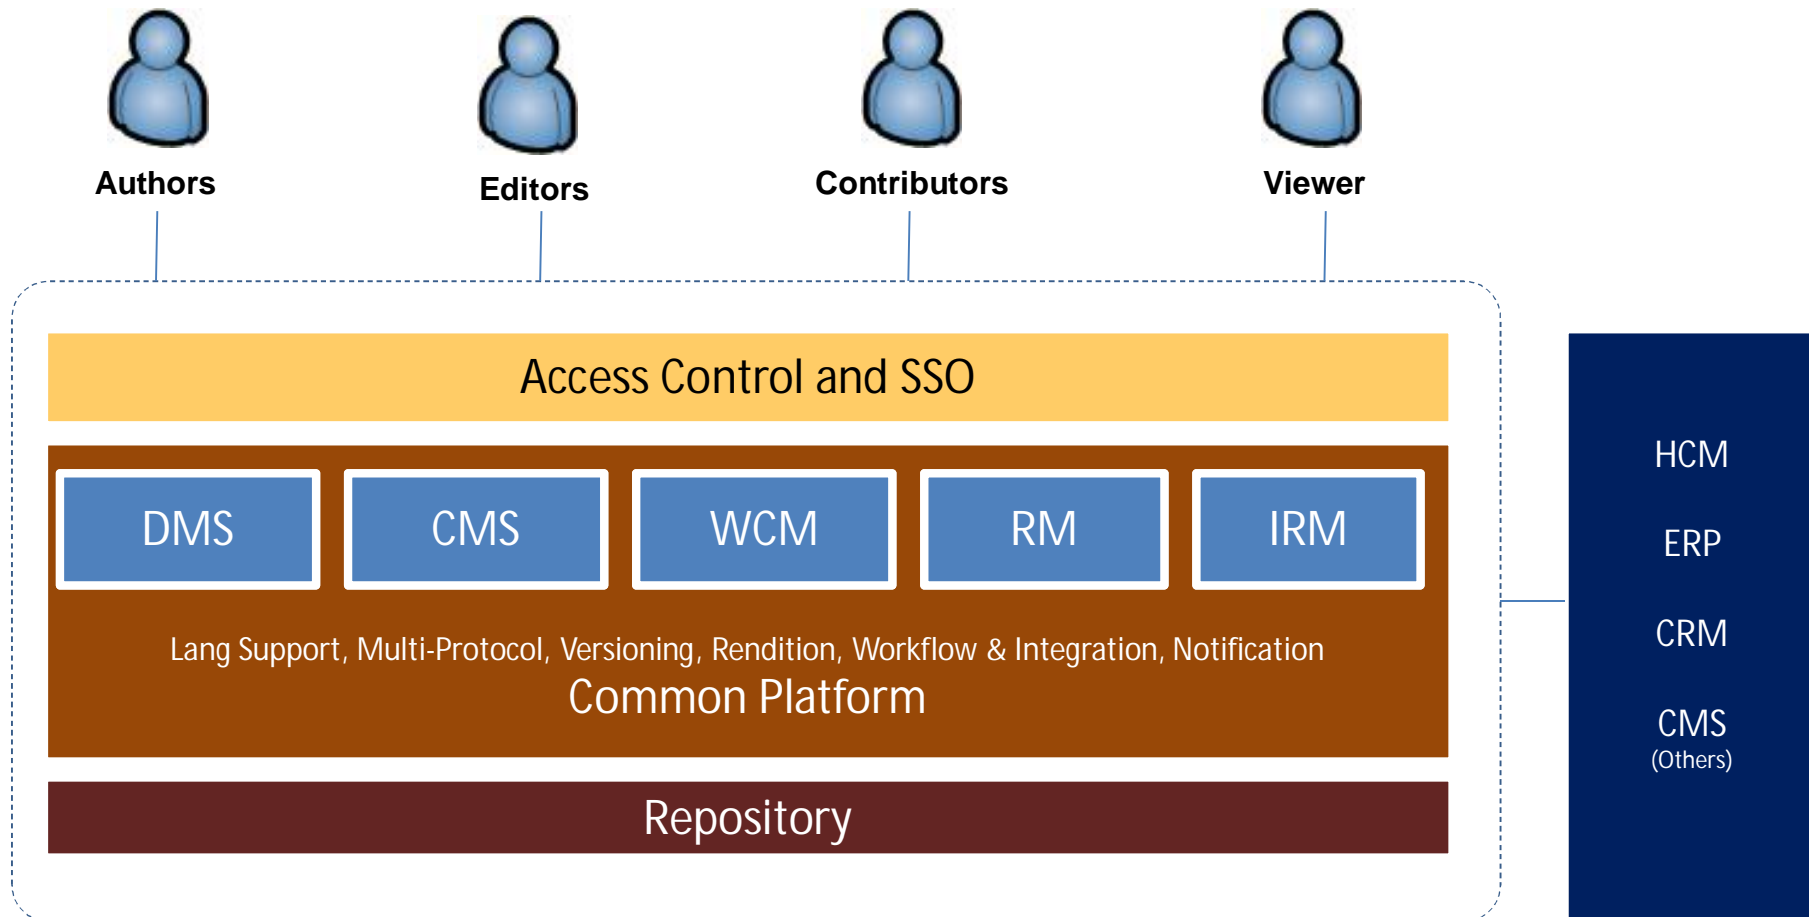 Authors
Editors
Contributors
Viewer
Access Control and SSO
DMS
CMS
WCM
RM
IRM
Lang Support, Multi-Protocol, Versioning, Rendition, Workflow & Integration, Notification
Common Platform
Repository
HCM
ERP
CRM
CMS
(Others)